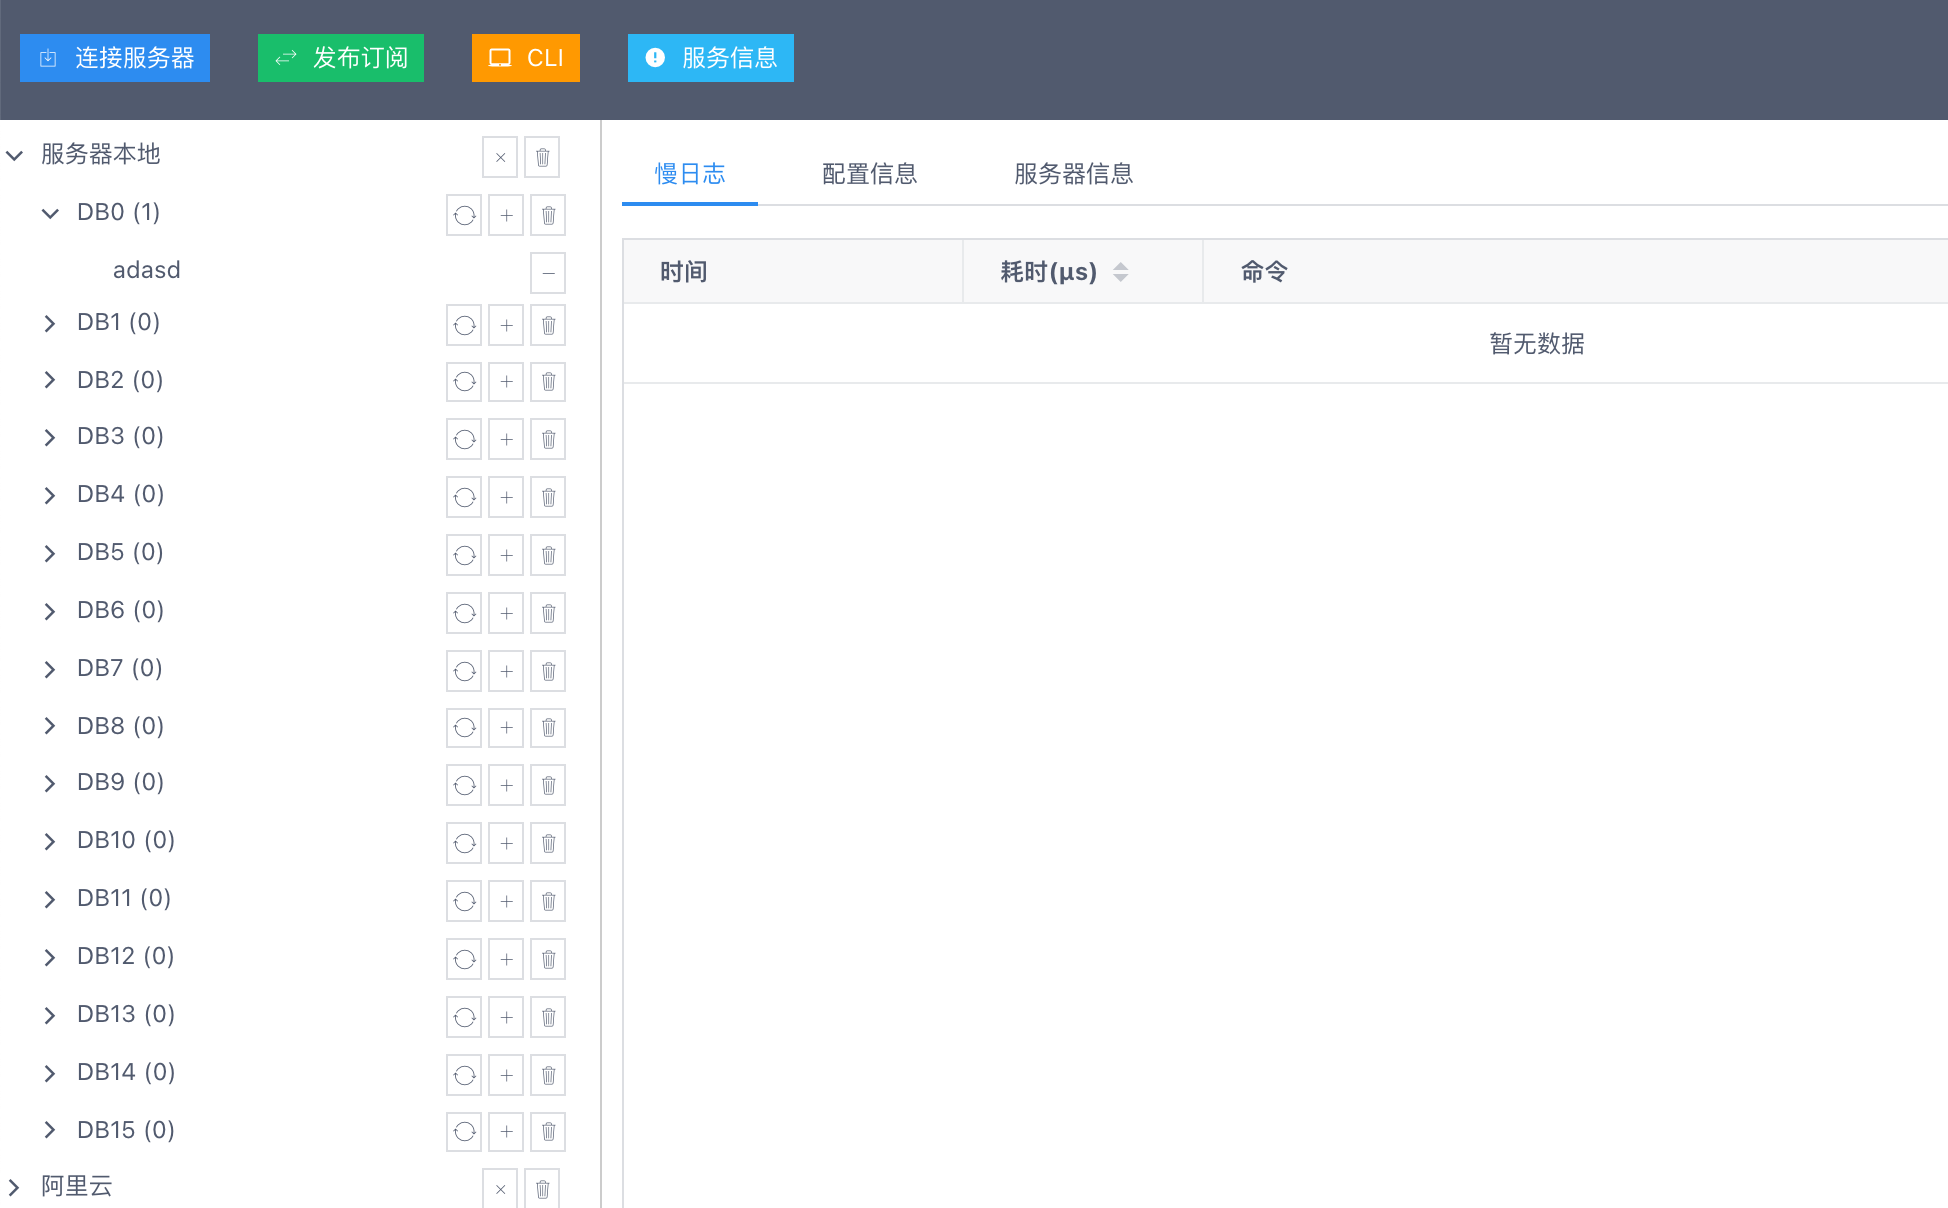 连接服务器 发布订阅 CLI 服务信息
服务器本地
DB0 (1)
adasd
DB1 (0)
DB2 (0)
DB3 (0)
DB4 (0)
DB5 (0)
DB6 (0)
DB7 (0)
DB8 (0)
DB9 (0)
DB10 (0)
DB11 (0)
DB12 (0)
DB13 (0)
DB14 (0)
DB15 (0)
阿里云
慢日志 配置信息 服务器信息
时间 耗时(μs) 命令
暂无数据